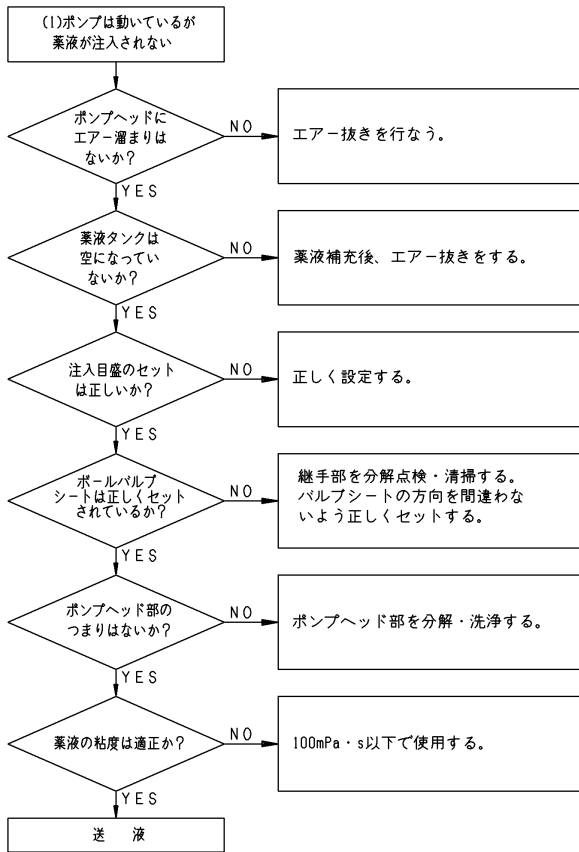 (1)ポンプは動いているが
薬液が注入されない
ポンプヘッドに
エアー溜まりは
ないか？
NO
エアー抜きを行なう。
YES
薬液タンクは
空になってい
ないか？
NO
薬液補充後、エアー抜きをする。
YES
注入目盛のセット
は正しいか？
NO
正しく設定する。
YES
ボールバルブ
シートは正しくセット
されているか？
NO
継手部を分解点検・清掃する。
バルブシートの方向を間違わな
いよう正しくセットする。
YES
ポンプヘッド部の
つまりはないか？
NO
ポンプヘッド部を分解・洗浄する。
YES
薬液の粘度は適正か？
NO
100mPa・s以下で使用する。
YES
送　液